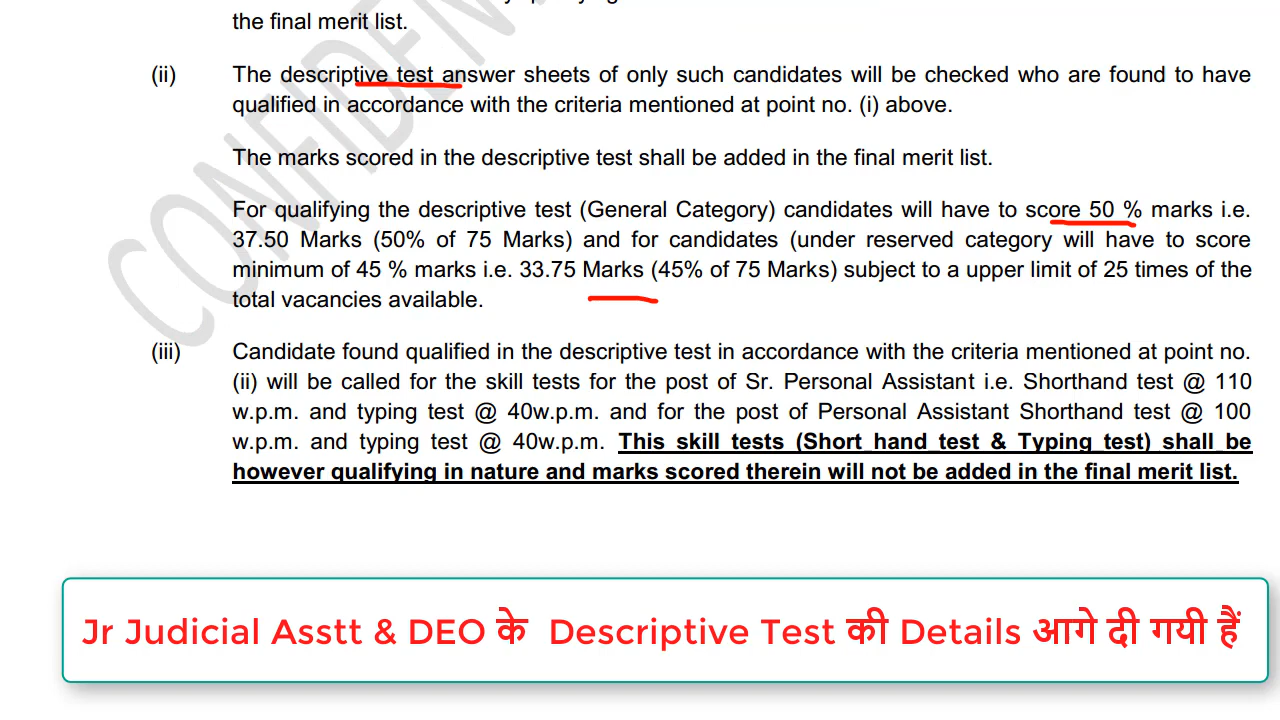 the final merit list.
(ii) The descriptive test answer sheets of only such candidates will be checked who are found to have
qualified in accordance with the criteria mentioned at point no. (i) above.
The marks scored in the descriptive test shall be added in the final merit list.
For qualifying the descriptive test (General Category) candidates will have to score 50 % marks i.e.
37.50 Marks (50% of 75 Marks) and for candidates (under reserved category will have to score
minimum of 45 % marks i.e. 33.75 Marks (45% of 75 Marks) subject to a upper limit of 25 times of the
total vacancies available.
(iii) Candidate found qualified in the descriptive test in accordance with the criteria mentioned at point no.
(ii) will be called for the skill tests for the post of Sr. Personal Assistant i.e. Shorthand test @ 110
w.p.m. and typing test @ 40w.p.m. and for the post of Personal Assistant Shorthand test @ 100
w.p.m. and typing test @ 40w.p.m. This skill tests (Short hand test & Typing test) shall be
however qualifying in nature and marks scored therein will not be added in the final merit list.
Jr Judicial Asstt & DEO के Descriptive Test की Details आगे दी गयी हैं